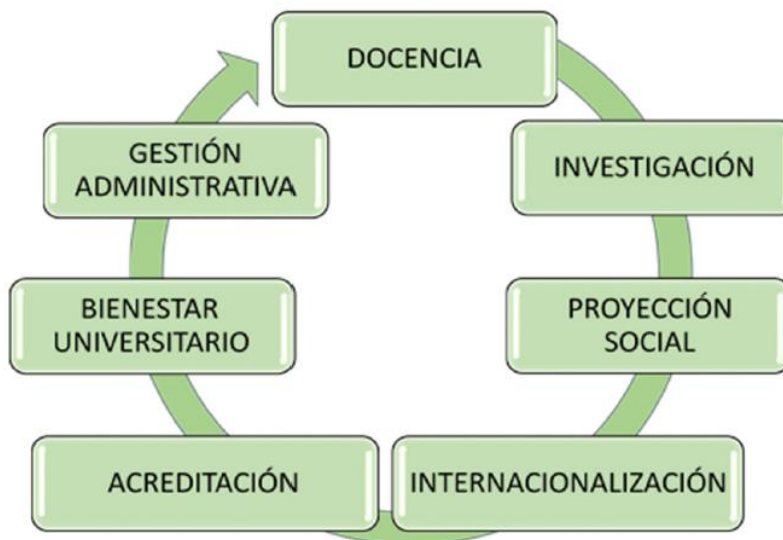 DOCENCIA
INVESTIGACIÓN
PROYECCIÓN
SOCIAL
INTERNACIONALIZACIÓN
ACREDITACIÓN
BIENESTAR
UNIVERSITARIO
GESTIÓN
ADMINISTRATIVA